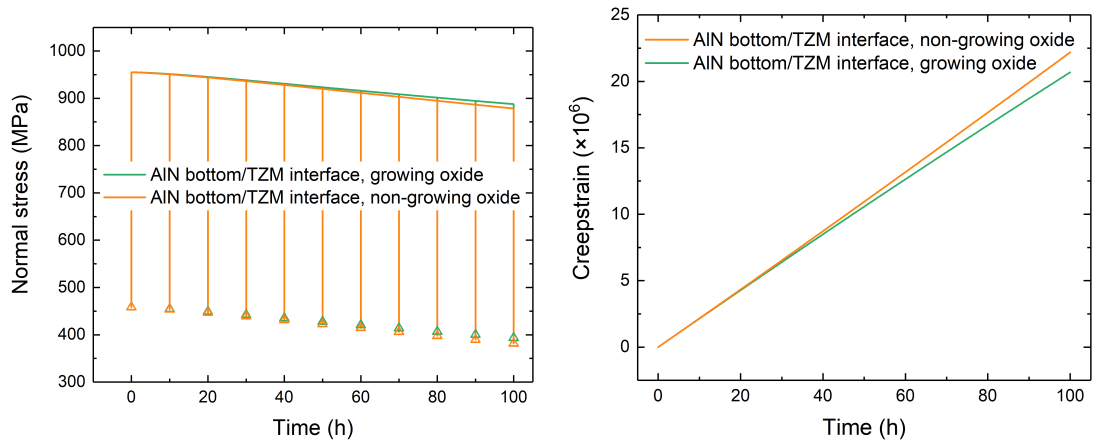 1000
900
800
700
600
500
400
300
Normal stress (MPa)
AlN bottom/TZM interface, growing oxide
AlN bottom/TZM interface, non-growing oxide
0 20 40 60 80 100
Time (h)
25
20
15
10
5
0
Creepstrain (×10⁶)
AlN bottom/TZM interface, non-growing oxide
AlN bottom/TZM interface, growing oxide
0 20 40 60 80 100
Time (h)